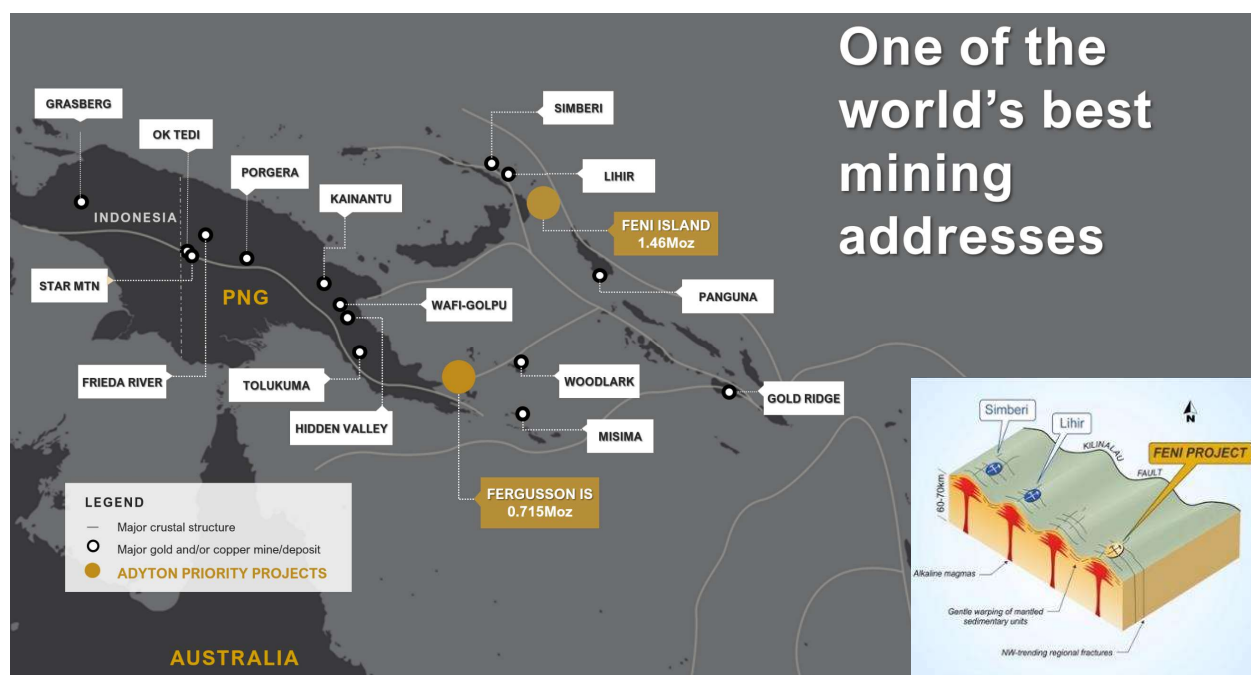 One of the
world's best
mining
addresses
GRASBERG
OK TEDI
PORGERA
KAINANTU
SIMBERI
LIHIR
FENI ISLAND
1.46Moz
INDONESIA
STAR MTN
PNG
WAFI-GOLPU
PANGUNA
FRIEDA RIVER
TOLUKUMA
HIDDEN VALLEY
WOODLARK
GOLD RIDGE
MISIMA
FERGUSSON IS
0.715Moz
LEGEND
Major crustal structure
Major gold and/or copper mine/deposit
ADYTON PRIORITY PROJECTS
AUSTRALIA
Simberi
Lihir
N
KILINALAU
FAULT
FENI PROJECT
60-70km
Alkaline magmas
Gentle warping of mantled
sedimentary units
NW-trending regional fractures